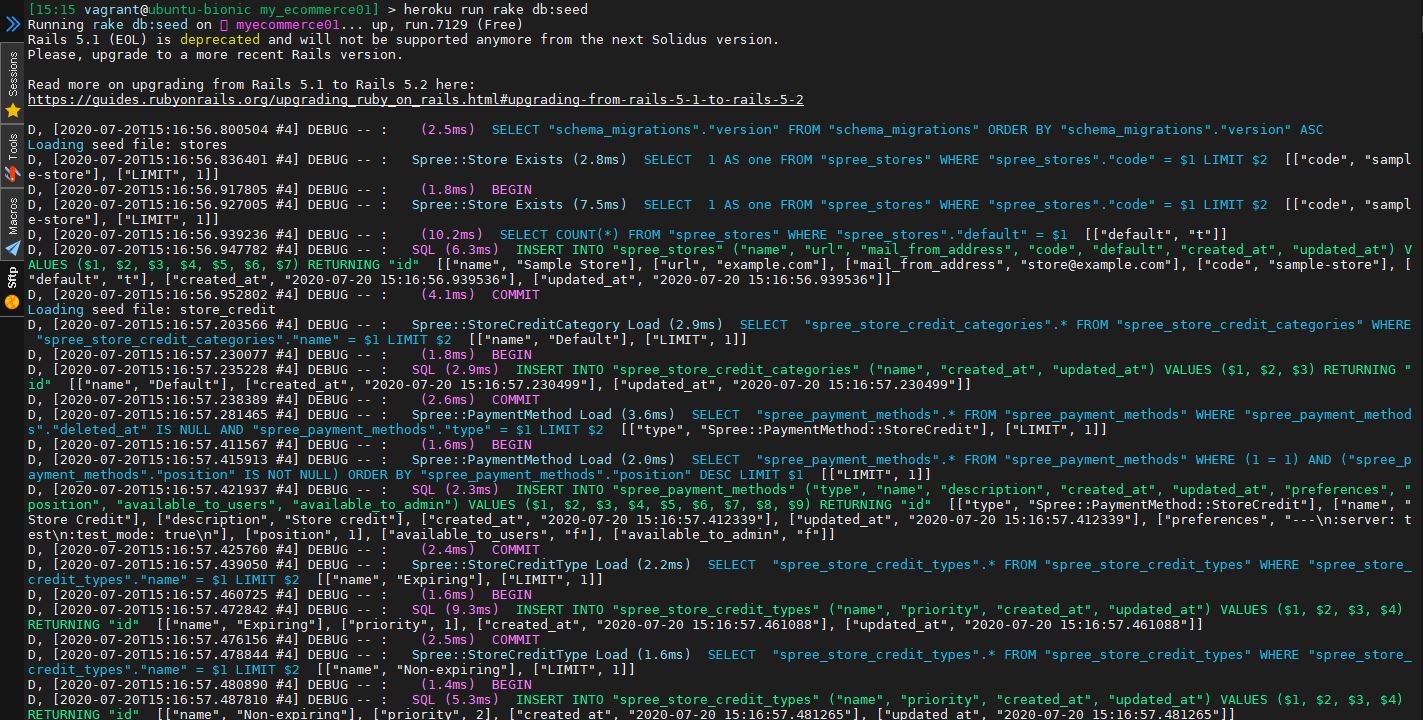 [15:15 vagrant@ubuntu-bionic my_ecommerce01] > heroku run rake db:seed
Running rake db:seed on myecommerce01... up, run.7129 (Free)
Rails 5.1 (EOL) is deprecated and will not be supported anymore from the next Solidus version.
Please, upgrade to a more recent Rails version.
Read more on upgrading from Rails 5.1 to Rails 5.2 here:
https://guides.rubyonrails.org/upgrading_ruby_on_rails.html#upgrading-from-rails-5-1-to-rails-5-2
D, [2020-07-20T15:16:56.800504 #4] DEBUG -- :    (2.5ms)  SELECT "schema_migrations"."version" FROM "schema_migrations" ORDER BY "schema_migrations"."version" ASC
Loading seed file: stores
D, [2020-07-20T15:16:56.836401 #4] DEBUG -- :   Spree::Store Exists (2.8ms)  SELECT  1 AS one FROM "spree_stores" WHERE "spree_stores"."code" = $1 LIMIT $2  [["code", "sampl
e-store"], ["LIMIT", 1]]
D, [2020-07-20T15:16:56.917805 #4] DEBUG -- :    (1.8ms)  BEGIN
D, [2020-07-20T15:16:56.927005 #4] DEBUG -- :   Spree::Store Exists (7.5ms)  SELECT  1 AS one FROM "spree_stores" WHERE "spree_stores"."code" = $1 LIMIT $2  [["code", "sampl
e-store"], ["LIMIT", 1]]
D, [2020-07-20T15:16:56.939236 #4] DEBUG -- :    (10.2ms)  SELECT COUNT(*) FROM "spree_stores" WHERE "spree_stores"."default" = $1  [["default", "t"]]
D, [2020-07-20T15:16:56.947782 #4] DEBUG -- :   SQL (6.3ms)  INSERT INTO "spree_stores" ("name", "url", "mail_from_address", "code", "default", "created_at", "updated_at") V
ALUES ($1, $2, $3, $4, $5, $6, $7) RETURNING "id"  [["name", "Sample Store"], ["url", "example.com"], ["mail_from_address", "store@example.com"], ["code", "sample-store"], [
"default", "t"], ["created_at", "2020-07-20 15:16:56.939536"], ["updated_at", "2020-07-20 15:16:56.939536"]]
D, [2020-07-20T15:16:56.952802 #4] DEBUG -- :    (4.1ms)  COMMIT
Loading seed file: store_credit
D, [2020-07-20T15:16:57.203566 #4] DEBUG -- :   Spree::StoreCreditCategory Load (2.9ms)  SELECT  "spree_store_credit_categories".* FROM "spree_store_credit_categories" WHERE
 "spree_store_credit_categories"."name" = $1 LIMIT $2  [["name", "Default"], ["LIMIT", 1]]
D, [2020-07-20T15:16:57.230077 #4] DEBUG -- :    (1.8ms)  BEGIN
D, [2020-07-20T15:16:57.235228 #4] DEBUG -- :   SQL (2.9ms)  INSERT INTO "spree_store_credit_categories" ("name", "created_at", "updated_at") VALUES ($1, $2, $3) RETURNING "
id"  [["name", "Default"], ["created_at", "2020-07-20 15:16:57.230499"], ["updated_at", "2020-07-20 15:16:57.230499"]]
D, [2020-07-20T15:16:57.238389 #4] DEBUG -- :    (2.6ms)  COMMIT
D, [2020-07-20T15:16:57.281465 #4] DEBUG -- :   Spree::PaymentMethod Load (3.6ms)  SELECT  "spree_payment_methods".* FROM "spree_payment_methods" WHERE "spree_payment_method
s"."deleted_at" IS NULL AND "spree_payment_methods"."type" = $1 LIMIT $2  [["type", "Spree::PaymentMethod::StoreCredit"], ["LIMIT", 1]]
D, [2020-07-20T15:16:57.411567 #4] DEBUG -- :    (1.6ms)  BEGIN
D, [2020-07-20T15:16:57.415913 #4] DEBUG -- :   Spree::PaymentMethod Load (2.0ms)  SELECT  "spree_payment_methods".* FROM "spree_payment_methods" WHERE (1 = 1) AND ("spree_p
ayment_methods"."position" IS NOT NULL) ORDER BY "spree_payment_methods"."position" DESC LIMIT $1  [["LIMIT", 1]]
D, [2020-07-20T15:16:57.421937 #4] DEBUG -- :   SQL (2.3ms)  INSERT INTO "spree_payment_methods" ("type", "name", "description", "created_at", "updated_at", "preferences", "
position", "available_to_users", "available_to_admin") VALUES ($1, $2, $3, $4, $5, $6, $7, $8, $9) RETURNING "id"  [["type", "Spree::PaymentMethod::StoreCredit"], ["name", "
Store Credit"], ["description", "Store credit"], ["created_at", "2020-07-20 15:16:57.412339"], ["updated_at", "2020-07-20 15:16:57.412339"], ["preferences", "---\n:server: t
est\n:test_mode: true\n"], ["position", 1], ["available_to_users", "f"], ["available_to_admin", "f"]]
D, [2020-07-20T15:16:57.425760 #4] DEBUG -- :    (2.4ms)  COMMIT
D, [2020-07-20T15:16:57.439050 #4] DEBUG -- :   Spree::StoreCreditType Load (2.2ms)  SELECT  "spree_store_credit_types".* FROM "spree_store_credit_types" WHERE "spree_store_
credit_types"."name" = $1 LIMIT $2  [["name", "Expiring"], ["LIMIT", 1]]
D, [2020-07-20T15:16:57.460725 #4] DEBUG -- :    (1.6ms)  BEGIN
D, [2020-07-20T15:16:57.472842 #4] DEBUG -- :   SQL (9.3ms)  INSERT INTO "spree_store_credit_types" ("name", "priority", "created_at", "updated_at") VALUES ($1, $2, $3, $4)
RETURNING "id"  [["name", "Expiring"], ["priority", 1], ["created_at", "2020-07-20 15:16:57.461088"], ["updated_at", "2020-07-20 15:16:57.461088"]]
D, [2020-07-20T15:16:57.476156 #4] DEBUG -- :    (2.5ms)  COMMIT
D, [2020-07-20T15:16:57.478844 #4] DEBUG -- :   Spree::StoreCreditType Load (1.6ms)  SELECT  "spree_store_credit_types".* FROM "spree_store_credit_types" WHERE "spree_store_
credit_types"."name" = $1 LIMIT $2  [["name", "Non-expiring"], ["LIMIT", 1]]
D, [2020-07-20T15:16:57.480890 #4] DEBUG -- :    (1.4ms)  BEGIN
D, [2020-07-20T15:16:57.487810 #4] DEBUG -- :   SQL (5.3ms)  INSERT INTO "spree_store_credit_types" ("name", "priority", "created_at", "updated_at") VALUES ($1, $2, $3, $4)
RETURNING "id"  [["name", "Non-expiring"], ["priority", 2], ["created_at", "2020-07-20 15:16:57.481265"], ["updated_at", "2020-07-20 15:16:57.481265"]]
Sessions
Tools
Macros
Sftp